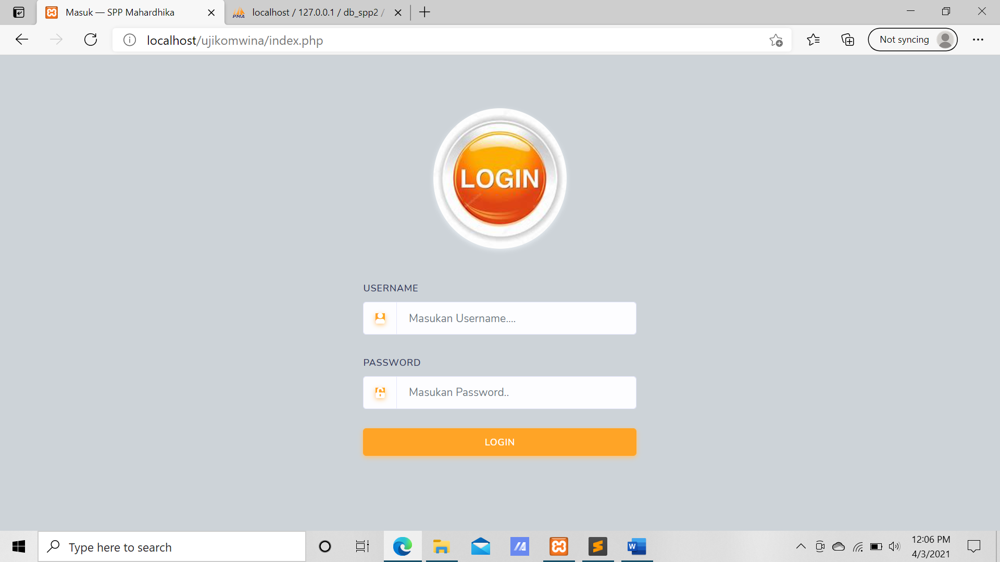 Masuk — SPP Mahardhika
localhost / 127.0.0.1 / db_spp2 /
localhost/ujikomwina/index.php
Not syncing
LOGIN
USERNAME
Masukan Username....
PASSWORD
Masukan Password..
LOGIN
Type here to search
12:06 PM
4/3/2021